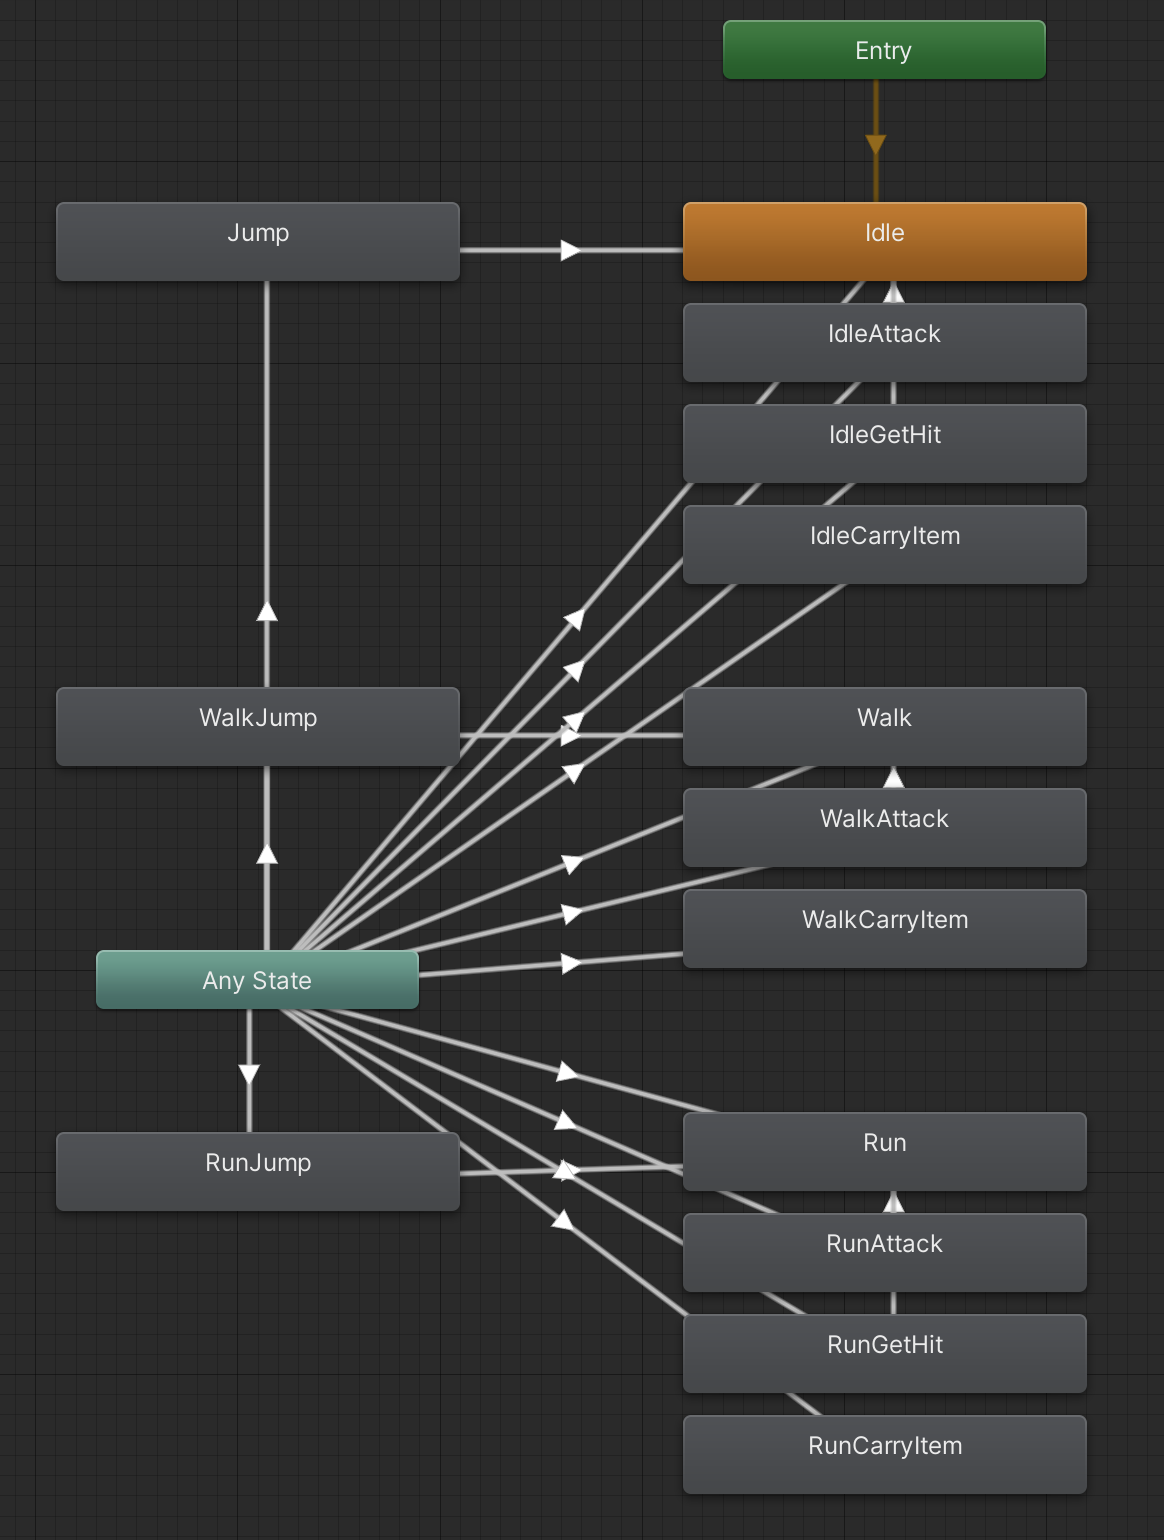 Entry
Jump
Idle
IdleAttack
IdleGetHit
IdleCarryItem
WalkJump
Walk
WalkAttack
WalkCarryItem
Any State
RunJump
Run
RunAttack
RunGetHit
RunCarryItem